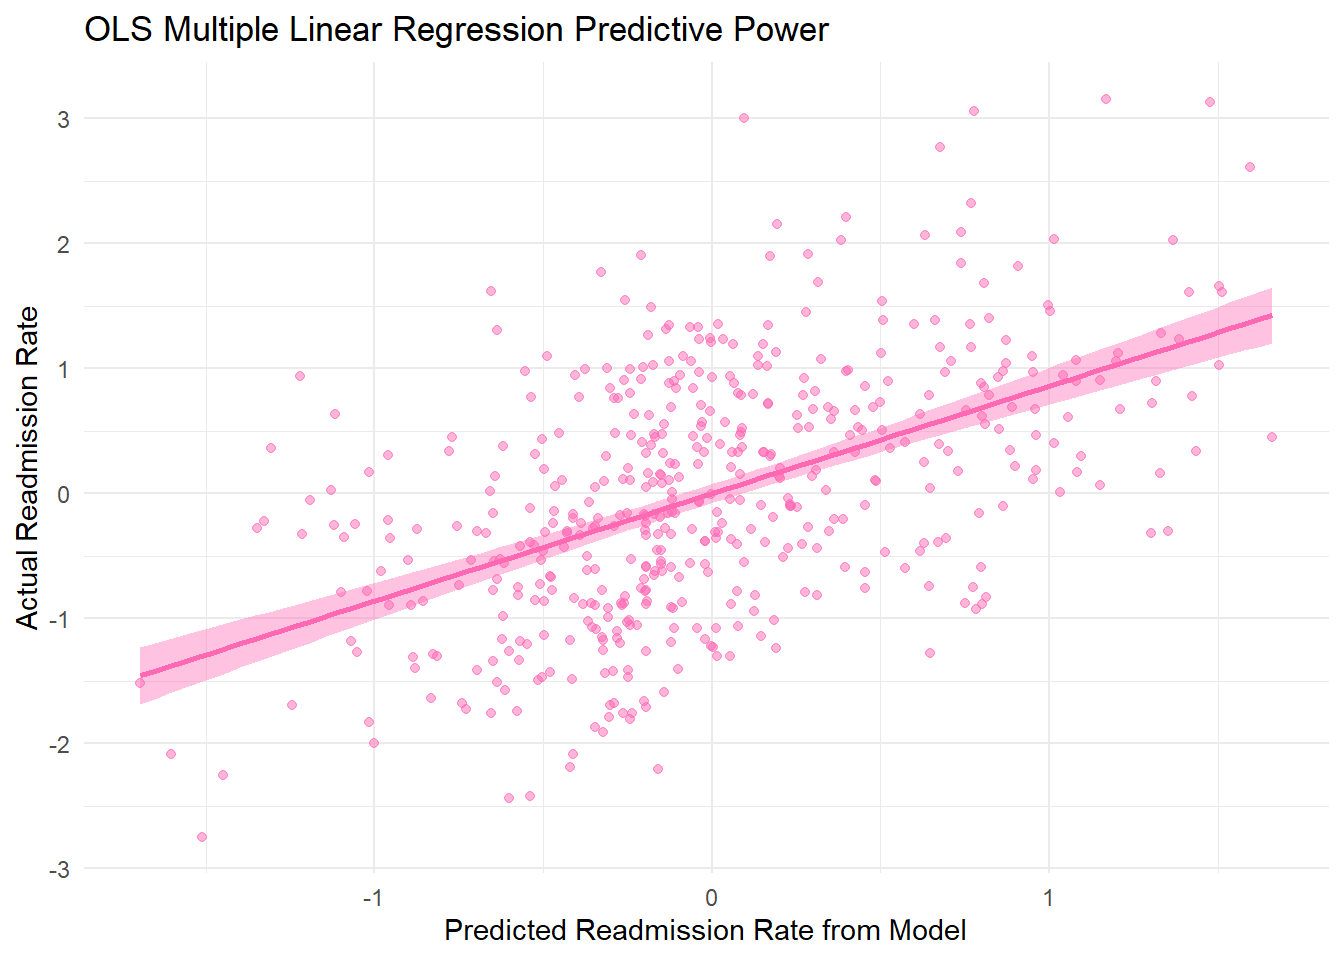 OLS Multiple Linear Regression Predictive Power
3
2
1
0
-1
-2
-3
Actual Readmission Rate
-1 0 1
Predicted Readmission Rate from Model